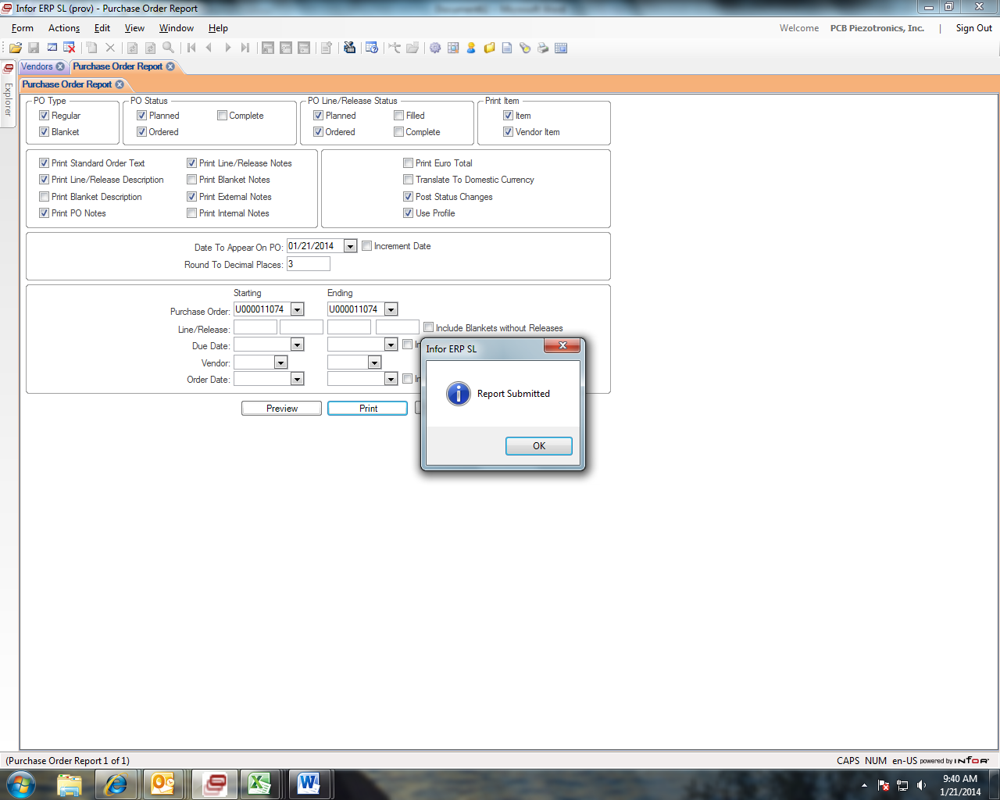 Infor ERP SL (prov) - Purchase Order Report
Form Actions Edit View Window Help
Welcome PCB Piezotronics, Inc. | Sign Out
Vendors Purchase Order Report
Explorer
Purchase Order Report
PO Type PO Status PO Line/Release Status Print Item
Regular Planned Complete Planned Filled Item
Blanket Ordered Ordered Complete Vendor Item
Print Standard Order Text Print Line/Release Notes Print Euro Total
Print Line/Release Description Print Blanket Notes Translate To Domestic Currency
Print Blanket Description Print External Notes Post Status Changes
Print PO Notes Print Internal Notes Use Profile
Date To Appear On PO: 01/21/2014 Increment Date
Round To Decimal Places: 3
Starting Ending
Purchase Order: U000011074 U000011074
Line/Release: Include Blankets without Releases
Due Date:
Vendor:
Order Date:
Preview Print
Infor ERP SL
Report Submitted
OK
(Purchase Order Report 1 of 1)
CAPS NUM en-US powered by infor
9:40 AM
1/21/2014